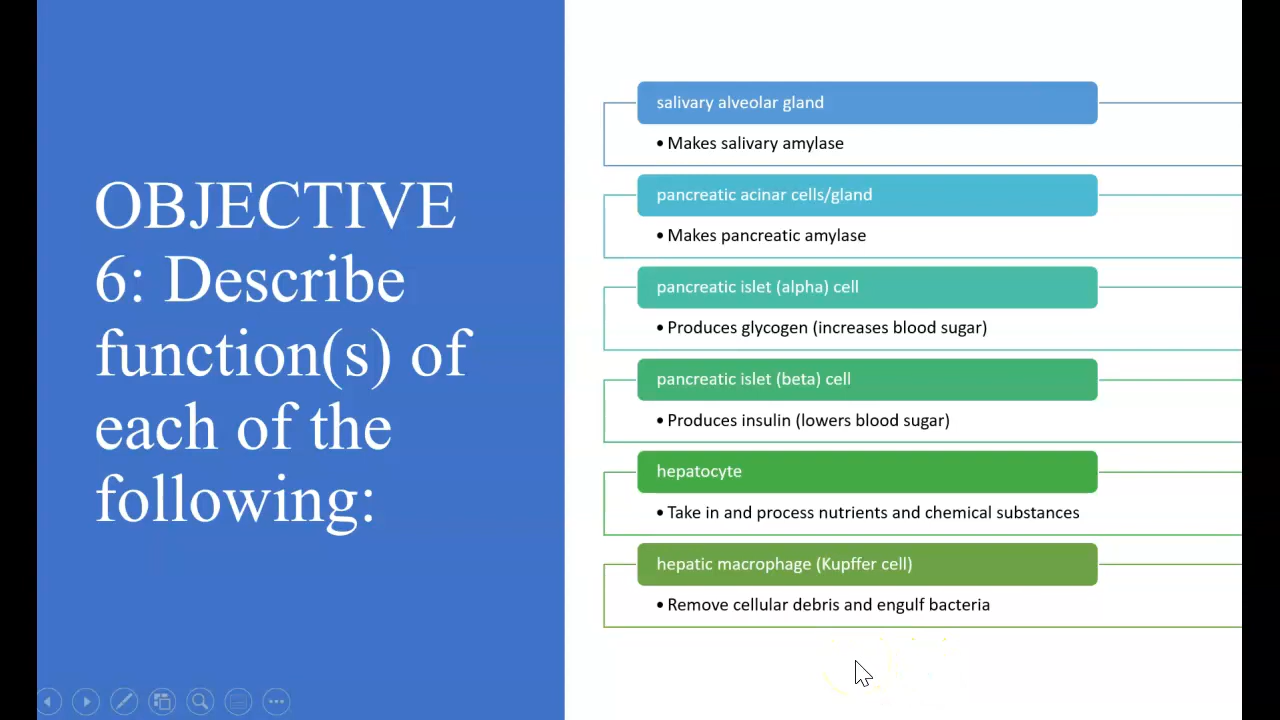 OBJECTIVE
6: Describe
function(s) of
each of the
following:
salivary alveolar gland
• Makes salivary amylase
pancreatic acinar cells/gland
• Makes pancreatic amylase
pancreatic islet (alpha) cell
• Produces glycogen (increases blood sugar)
pancreatic islet (beta) cell
• Produces insulin (lowers blood sugar)
hepatocyte
• Take in and process nutrients and chemical substances
hepatic macrophage (Kupffer cell)
• Remove cellular debris and engulf bacteria